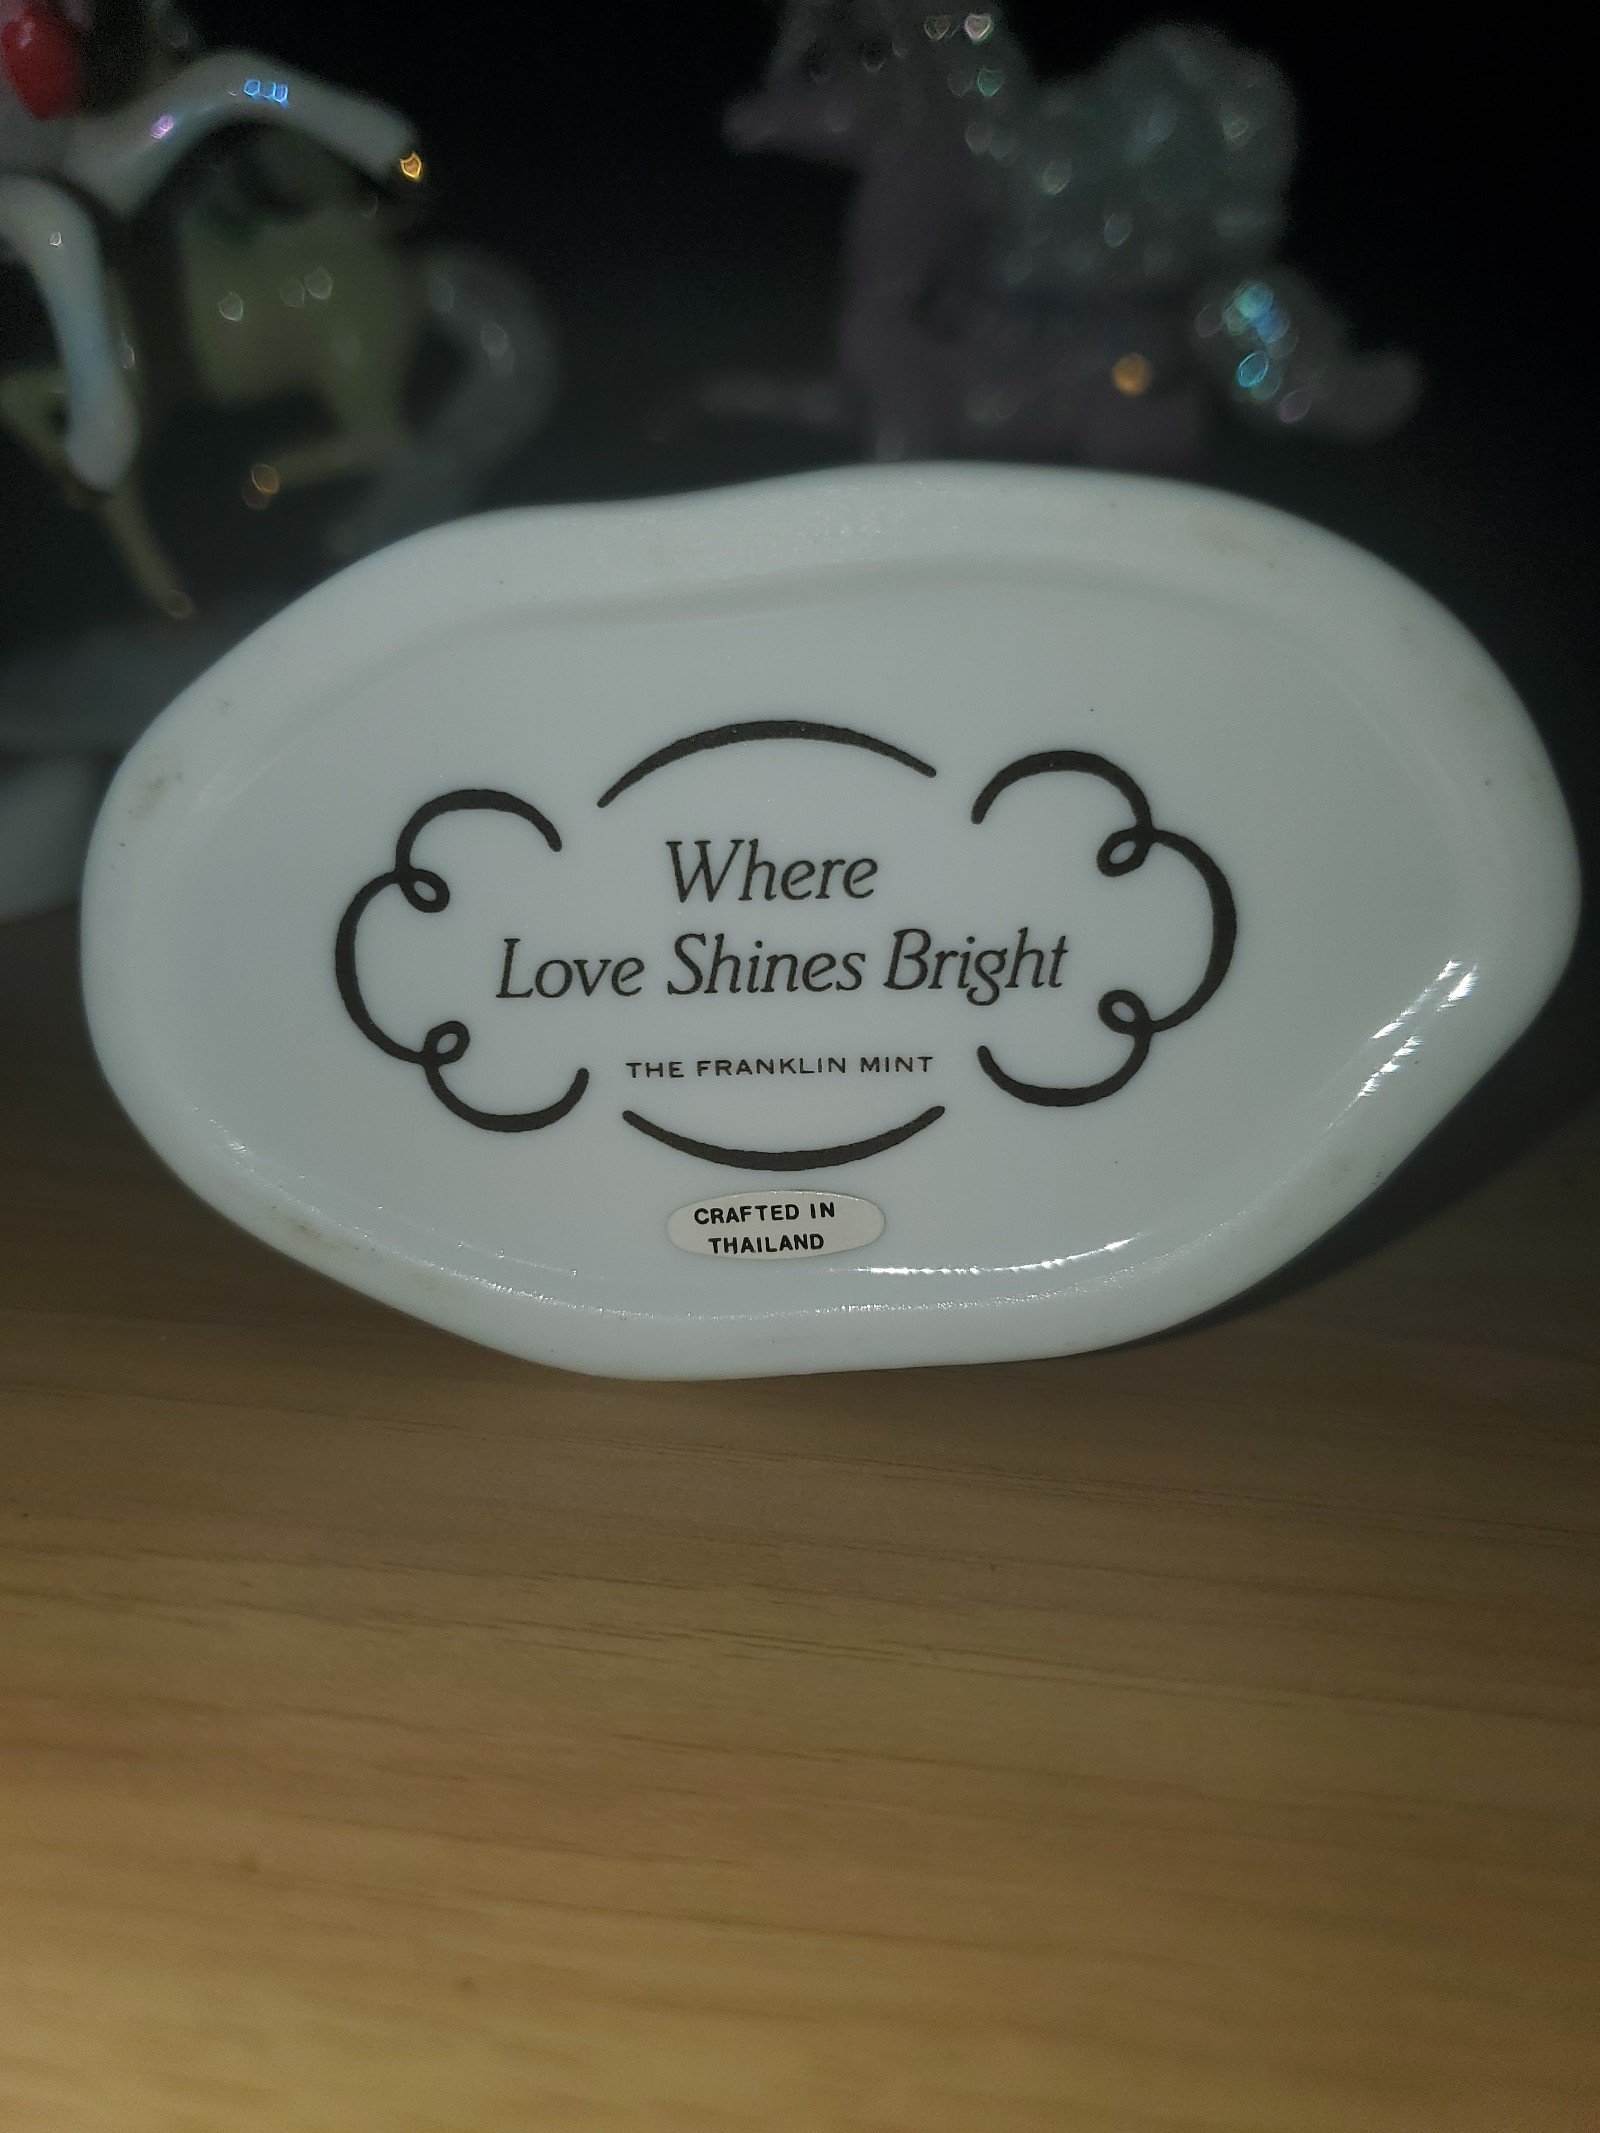 Where
Love Shines Bright
THE FRANKLIN MINT
CRAFTED IN
THAILAND